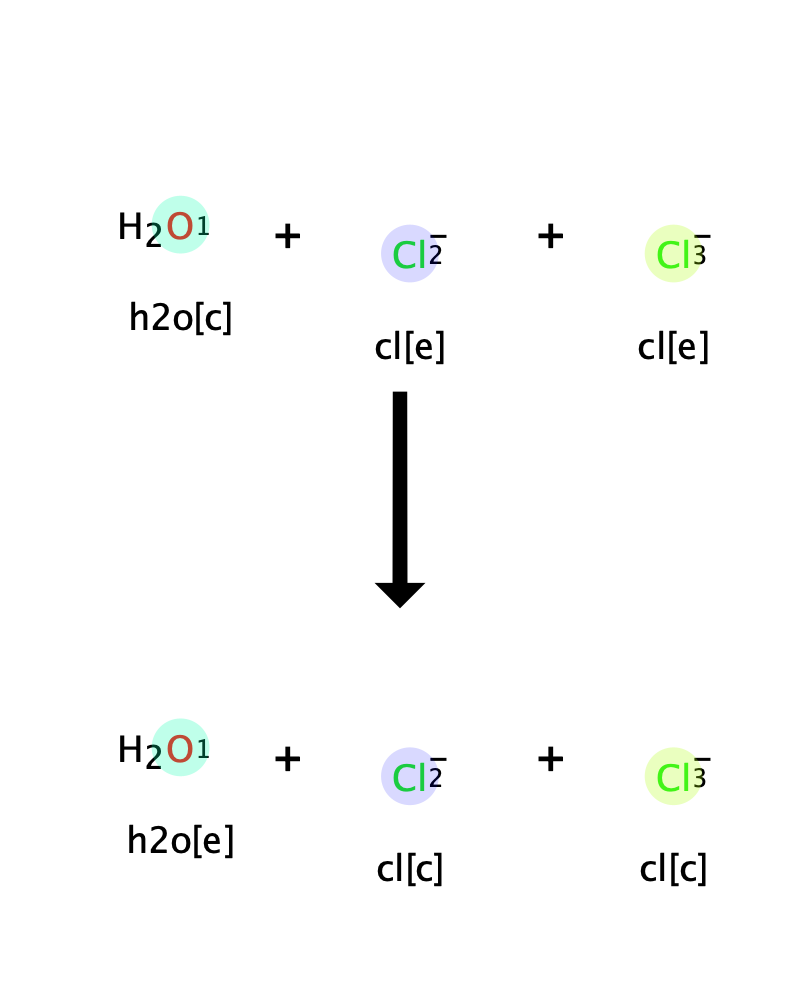 H2O1 + Cl2− + Cl3−
h2o[c] cl[e] cl[e]
H2O1 + Cl2− + Cl3−
h2o[e] cl[c] cl[c]